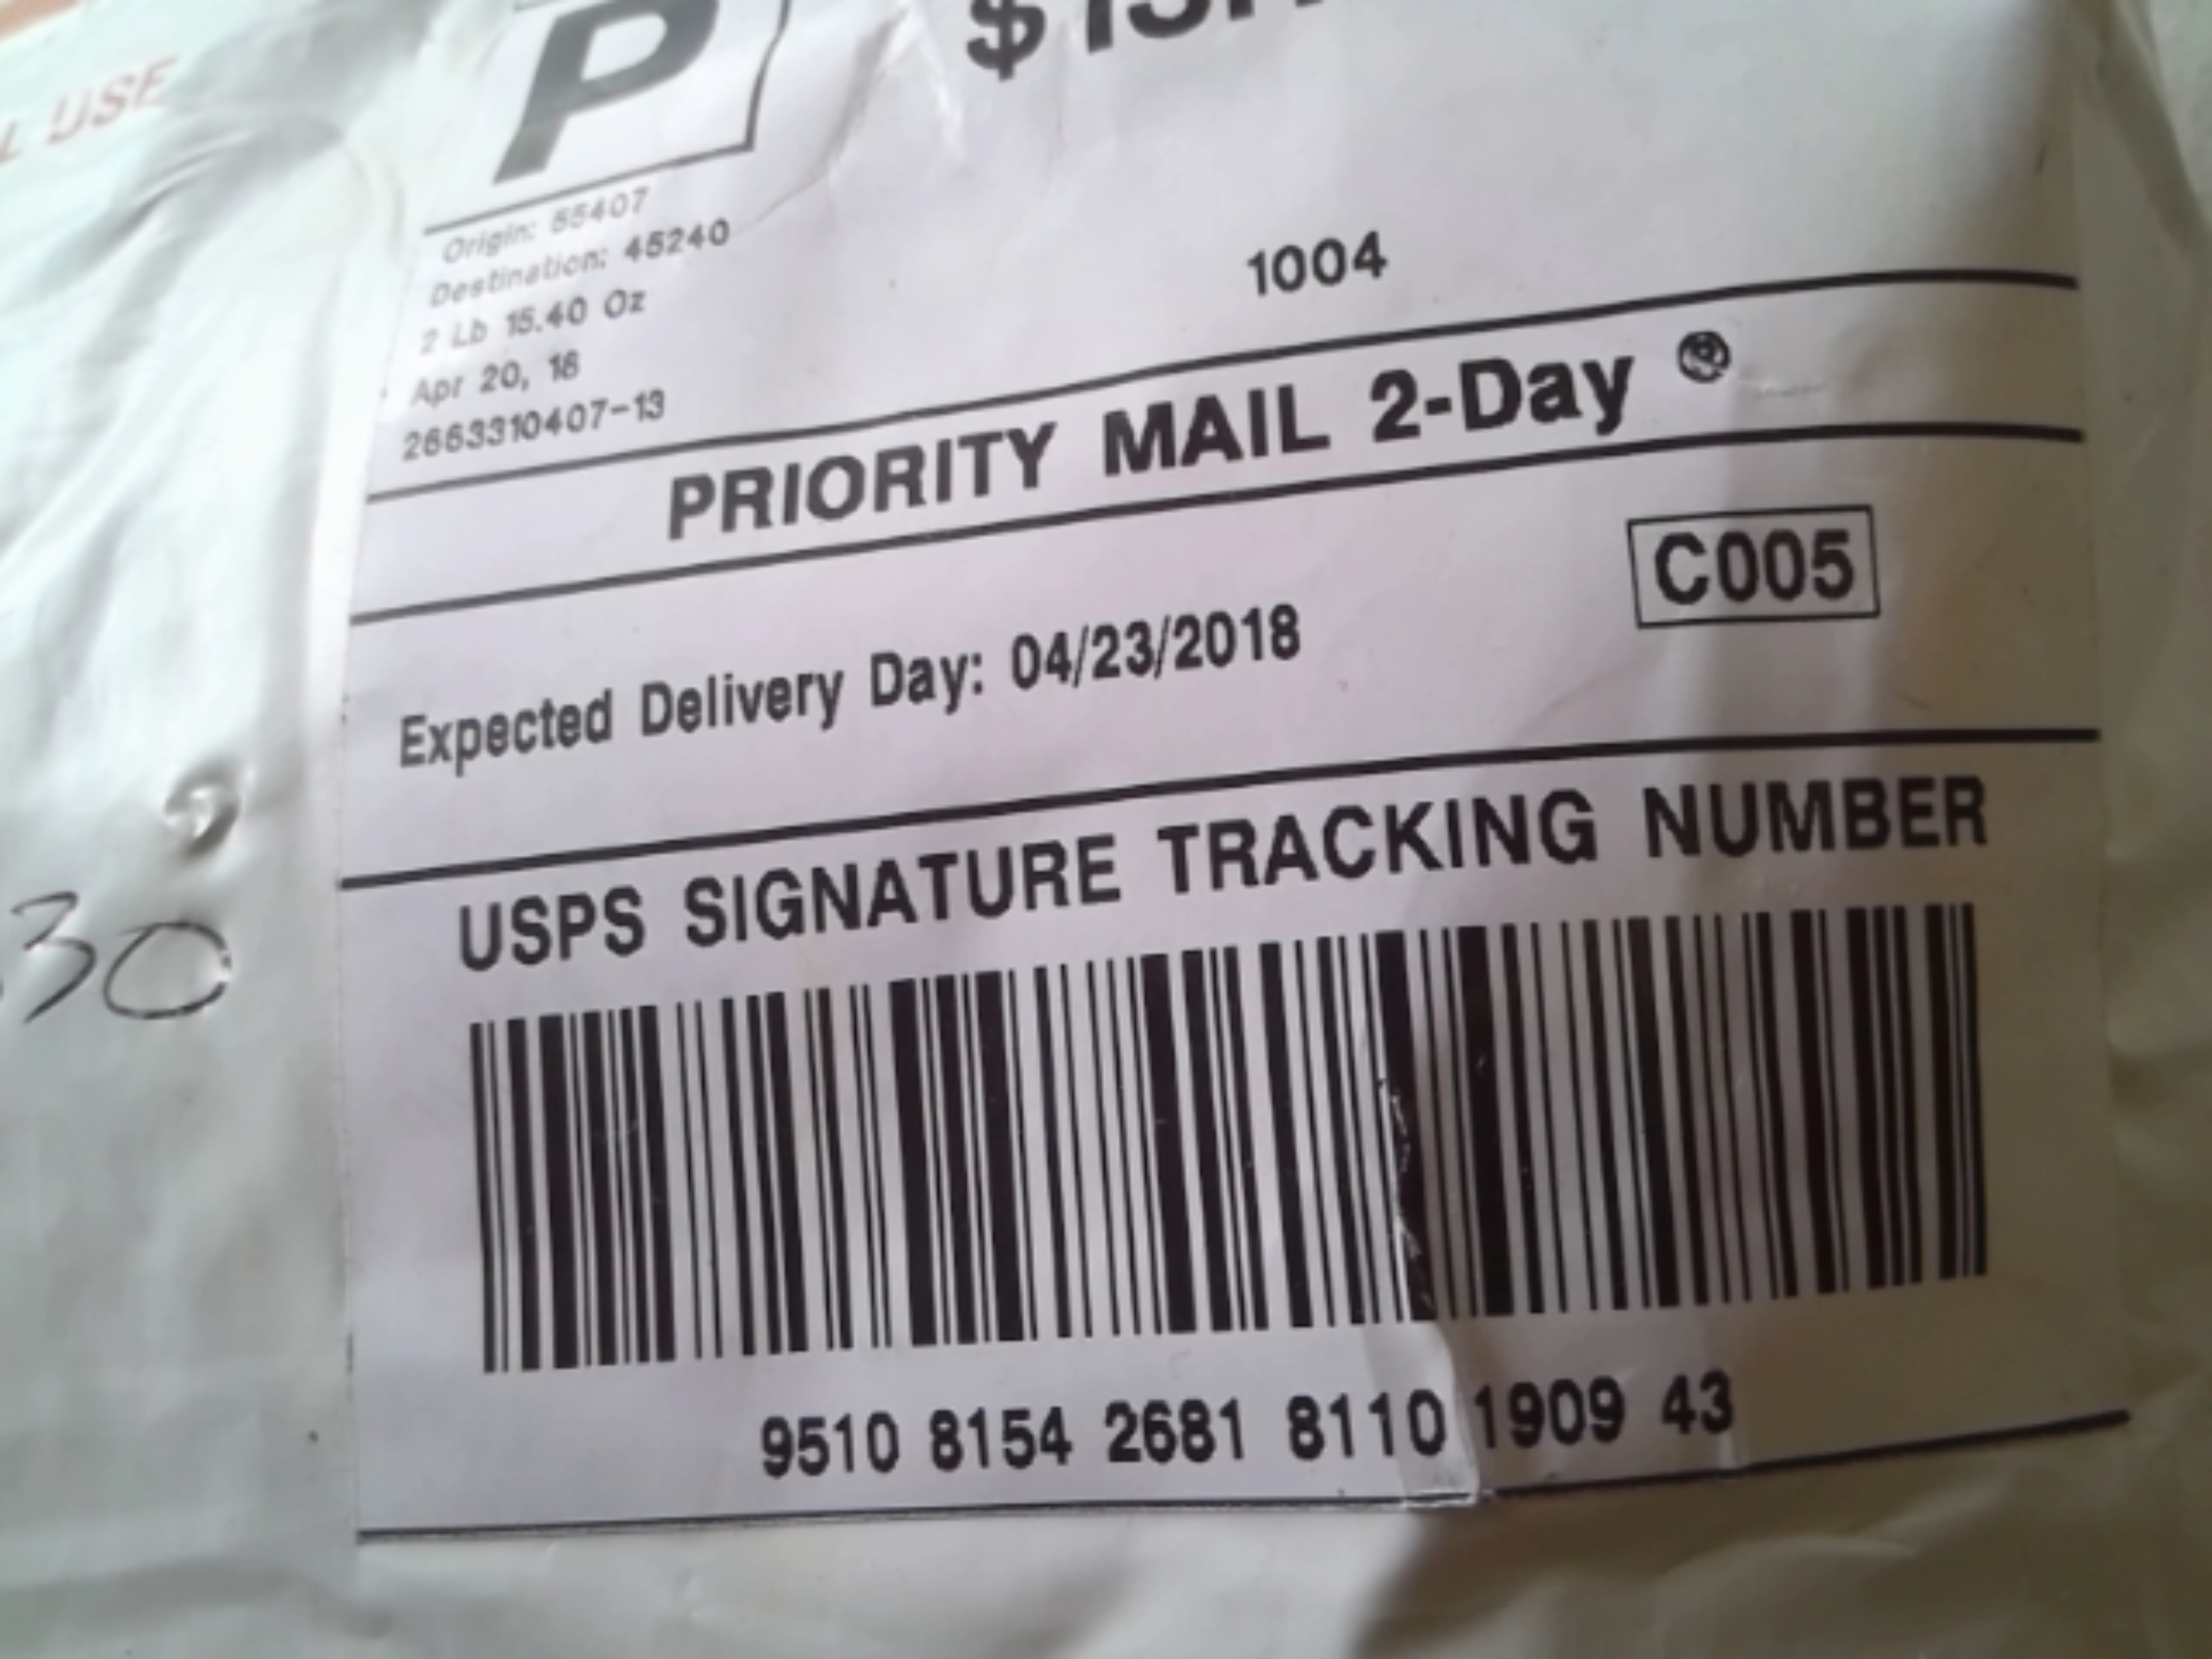 L USE
P
$
Origin: 55407
Destination: 45240
2 Lb 15.40 Oz
Apr 20, 18
2663310407-13
1004
PRIORITY MAIL 2-Day ®
C005
Expected Delivery Day: 04/23/2018
USPS SIGNATURE TRACKING NUMBER
30
9510 8154 2681 8110 1909 43